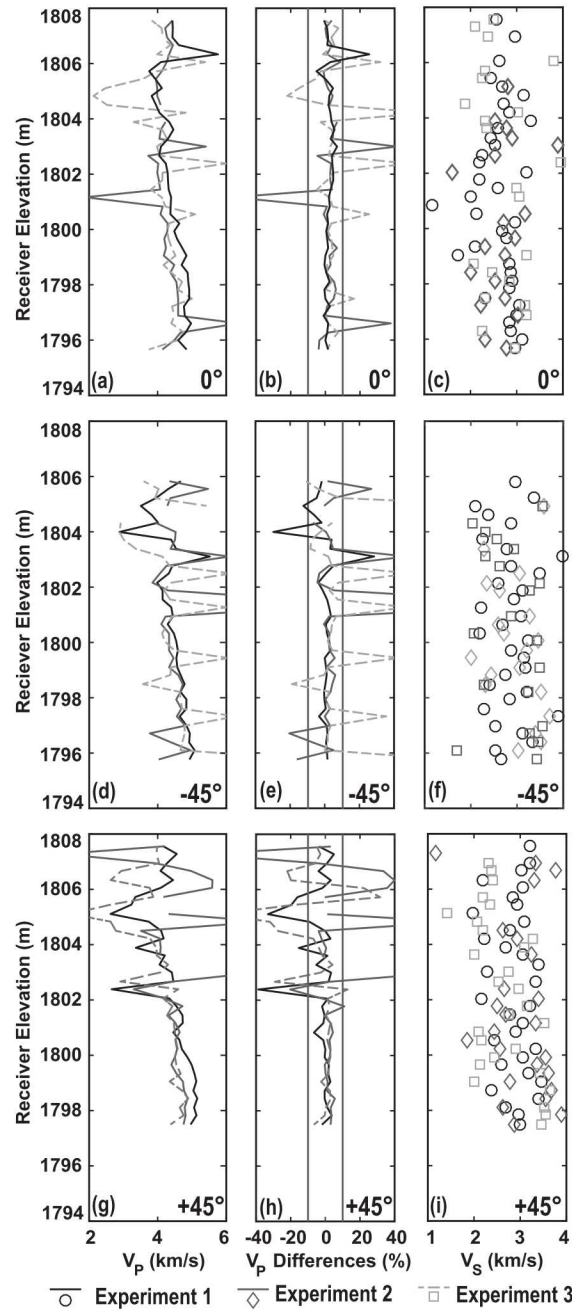 1808
1806
1804
1802
1800
1798
1796
1794
Receiver Elevation (m)
(a) 0°
(b) 0°
(c) 0°
1808
1806
1804
1802
1800
1798
1796
1794
Reciever Elevation (m)
(d) -45°
(e) -45°
(f) -45°
1808
1806
1804
1802
1800
1798
1796
1794
Receiver Elevation (m)
(g) +45°
(h) +45°
(i) +45°
2 4 6
-40 -20 0 20 40
1 2 3 4 5
VP (km/s)
VP Differences (%)
VS (km/s)
Experiment 1
Experiment 2
Experiment 3